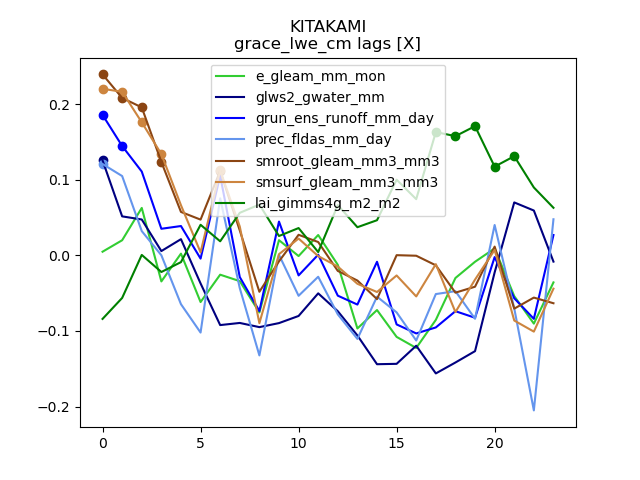 KITAKAMI
grace_lwe_cm lags [X]
e_gleam_mm_mon
glws2_gwater_mm
grun_ens_runoff_mm_day
prec_fldas_mm_day
smroot_gleam_mm3_mm3
smsurf_gleam_mm3_mm3
lai_gimms4g_m2_m2
0.2
0.1
0.0
−0.1
−0.2
0 5 10 15 20